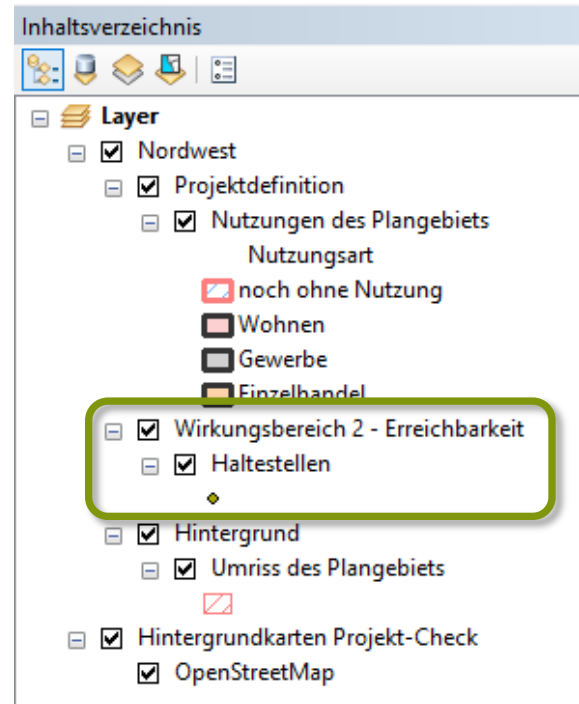 Inhaltsverzeichnis
Layer
Nordwest
Projektdefinition
Nutzungen des Plangebiets
Nutzungsart
noch ohne Nutzung
Wohnen
Gewerbe
Einzelhandel
Wirkungsbereich 2 - Erreichbarkeit
Haltestellen
Hintergrund
Umriss des Plangebiets
Hintergrundkarten Projekt-Check
OpenStreetMap